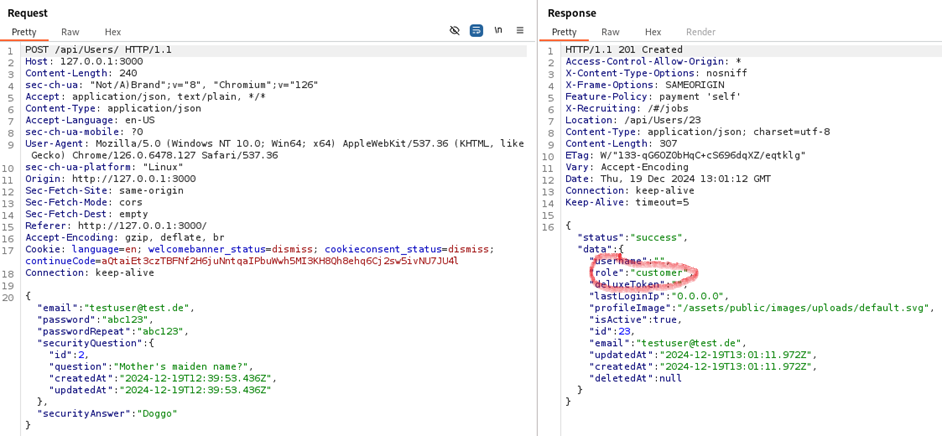 Request
Pretty Raw Hex \n
1 POST /api/Users/ HTTP/1.1
2 Host: 127.0.0.1:3000
3 Content-Length: 240
4 sec-ch-ua: "Not/A)Brand";v="8", "Chromium";v="126"
5 Accept: application/json, text/plain, */*
6 Content-Type: application/json
7 Accept-Language: en-US
8 sec-ch-ua-mobile: ?0
9 User-Agent: Mozilla/5.0 (Windows NT 10.0; Win64; x64) AppleWebKit/537.36 (KHTML, like
Gecko) Chrome/126.0.6478.127 Safari/537.36
10 sec-ch-ua-platform: "Linux"
11 Origin: http://127.0.0.1:3000
12 Sec-Fetch-Site: same-origin
13 Sec-Fetch-Mode: cors
14 Sec-Fetch-Dest: empty
15 Referer: http://127.0.0.1:3000/
16 Accept-Encoding: gzip, deflate, br
17 Cookie: language=en; welcomebanner_status=dismiss; cookieconsent_status=dismiss;
continueCode=aQtaiEt3czTBFNf2H6juNntqaIPbuWwh5MI3KH8Qh8ehq6Cj2sw5ivNU7JU4l
18 Connection: keep-alive
19
20 {
"email":"testuser@test.de",
"password":"abc123",
"passwordRepeat":"abc123",
"securityQuestion":{
"id":2,
"question":"Mother's maiden name?",
"createdAt":"2024-12-19T12:39:53.436Z",
"updatedAt":"2024-12-19T12:39:53.436Z"
},
"securityAnswer":"Doggo"
}
Response
Pretty Raw Hex Render
1 HTTP/1.1 201 Created
2 Access-Control-Allow-Origin: *
3 X-Content-Type-Options: nosniff
4 X-Frame-Options: SAMEORIGIN
5 Feature-Policy: payment 'self'
6 X-Recruiting: /#/jobs
7 Location: /api/Users/23
8 Content-Type: application/json; charset=utf-8
9 Content-Length: 307
10 ETag: W/"133-qG6OZ0bHqC+cS696dqXZ/eqtklg"
11 Vary: Accept-Encoding
12 Date: Thu, 19 Dec 2024 13:01:12 GMT
13 Connection: keep-alive
14 Keep-Alive: timeout=5
15
16 {
"status":"success",
"data":{
"username":"",
"role":"customer",
"deluxeToken":"",
"lastLoginIp":"0.0.0.0",
"profileImage":"/assets/public/images/uploads/default.svg",
"isActive":true,
"id":23,
"email":"testuser@test.de",
"updatedAt":"2024-12-19T13:01:11.972Z",
"createdAt":"2024-12-19T13:01:11.972Z",
"deletedAt":null
}
}